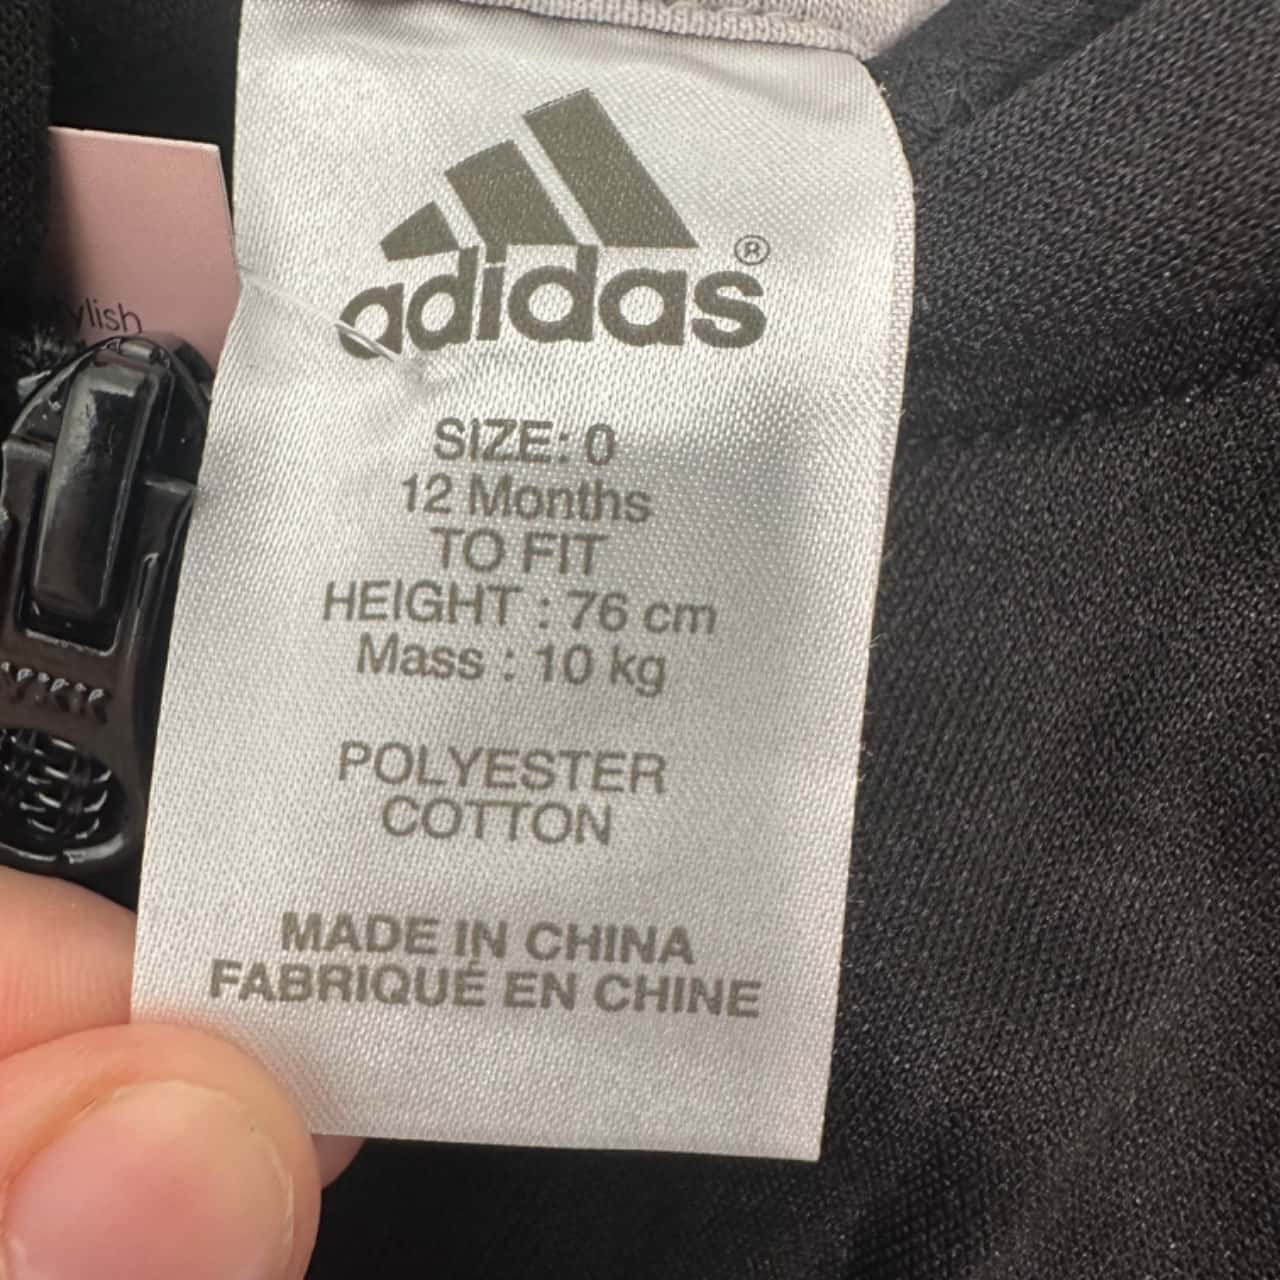 adidas®
SIZE: 0
12 Months
TO FIT
HEIGHT : 76 cm
Mass : 10 kg
POLYESTER
COTTON
MADE IN CHINA
FABRIQUÉ EN CHINE
YKK